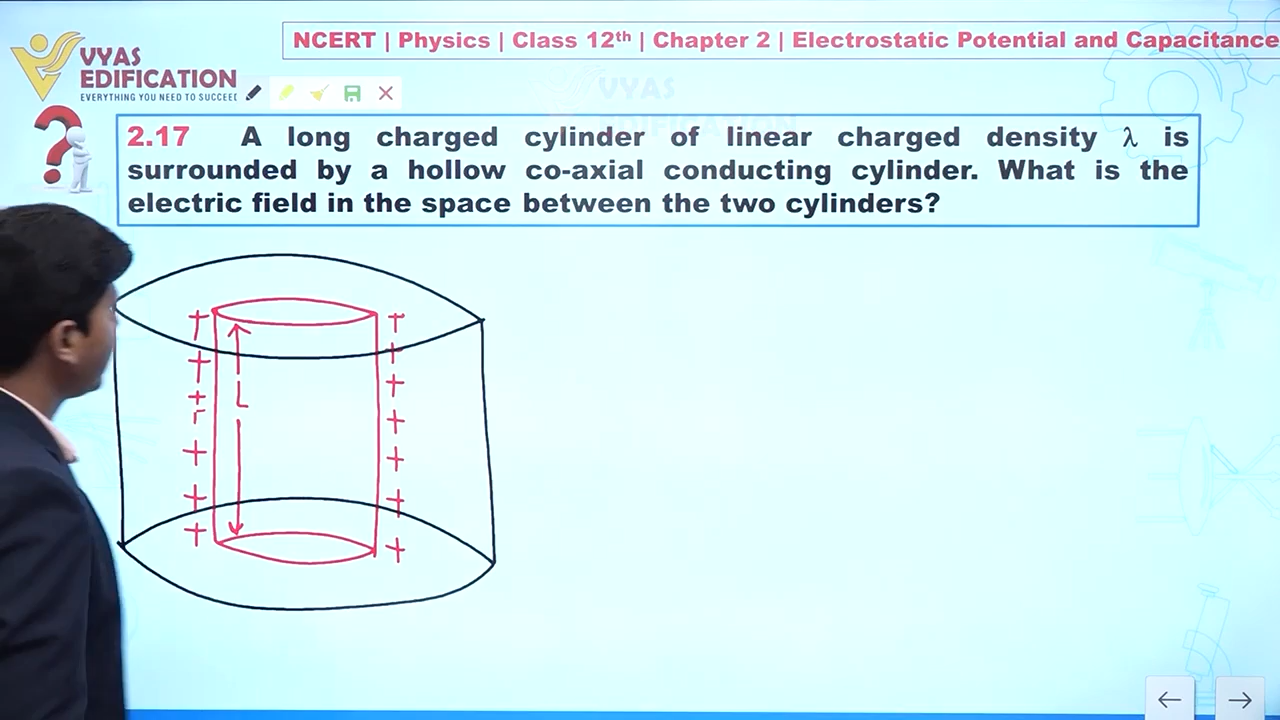 NCERT | Physics | Class 12th | Chapter 2 | Electrostatic Potential and Capacitance
VYAS
EDIFICATION
EVERYTHING YOU NEED TO SUCCEED
VYAS
EDIFICATION
2.17 A long charged cylinder of linear charged density λ is
surrounded by a hollow co-axial conducting cylinder. What is the
electric field in the space between the two cylinders?
L